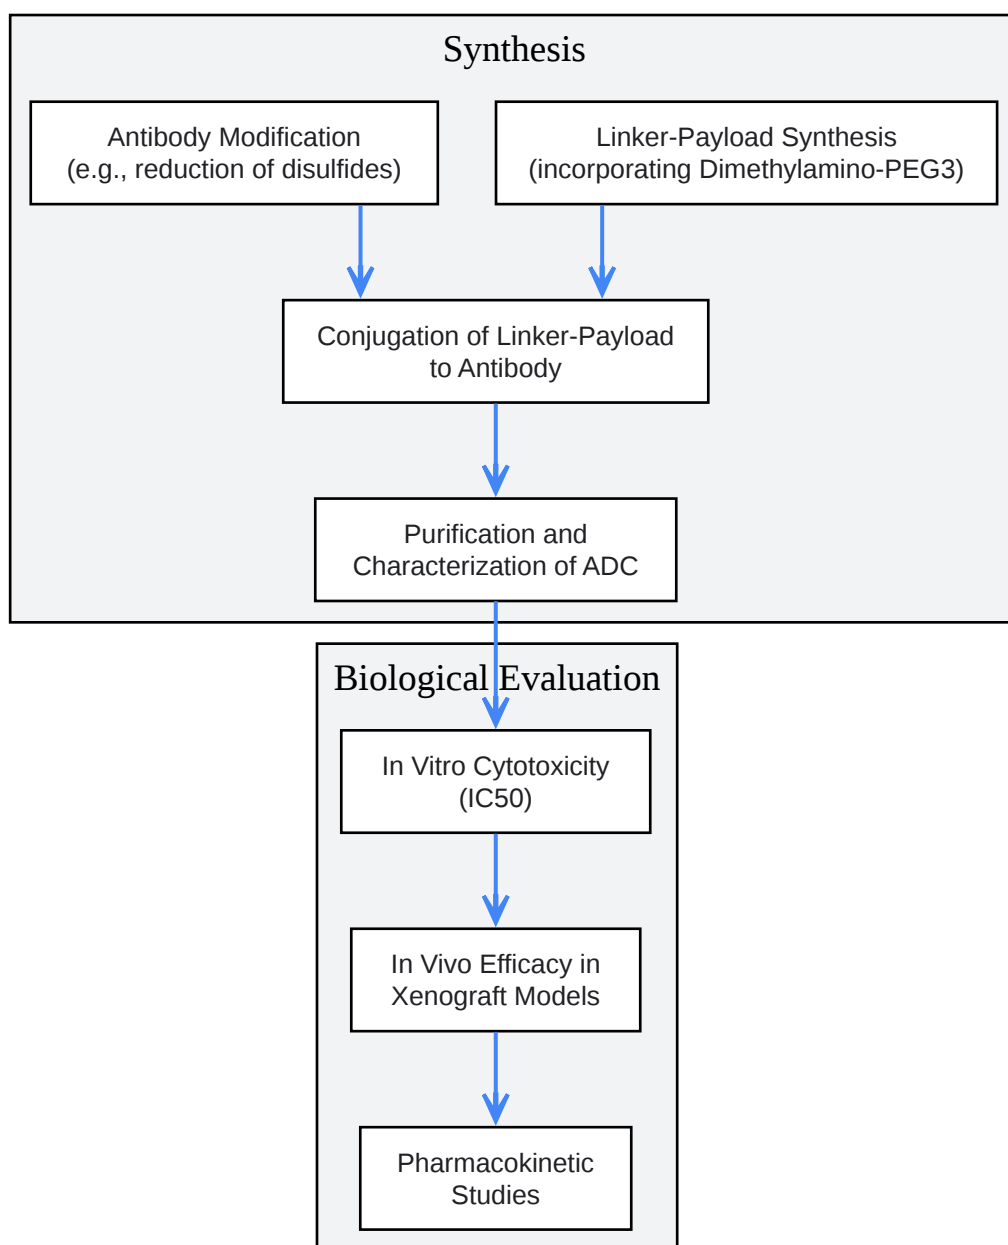 Synthesis
Antibody Modification
(e.g., reduction of disulfides)
Linker-Payload Synthesis
(incorporating Dimethylamino-PEG3)
Conjugation of Linker-Payload
to Antibody
Purification and
Characterization of ADC
Biological Evaluation
In Vitro Cytotoxicity
(IC50)
In Vivo Efficacy in
Xenograft Models
Pharmacokinetic
Studies